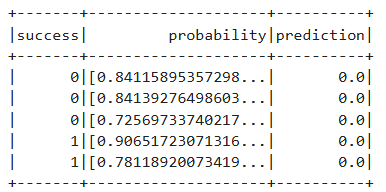 +-------+--------------------+----------+
|success|         probability|prediction|
+-------+--------------------+----------+
|      0|[0.84115895357298...|       0.0|
|      0|[0.84139276498603...|       0.0|
|      0|[0.72569733740217...|       0.0|
|      1|[0.90651723071316...|       0.0|
|      1|[0.78118920073419...|       0.0|
+-------+--------------------+----------+